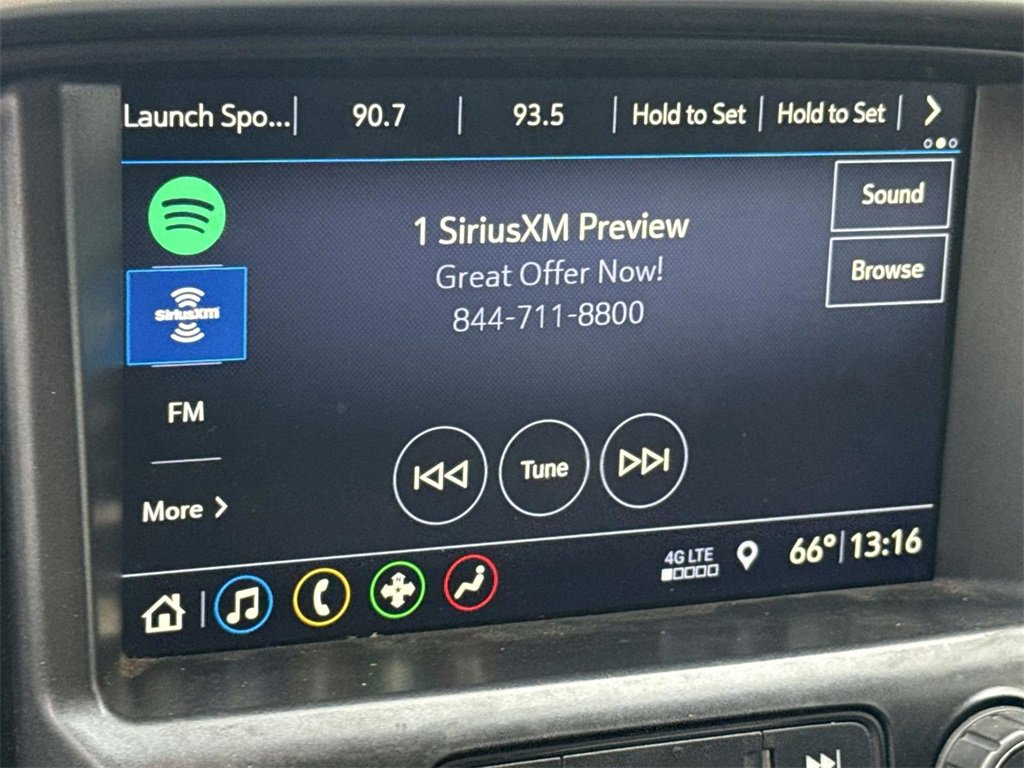 Launch Spo... 90.7 93.5 Hold to Set Hold to Set
Sound
1 SiriusXM Preview
Browse
Great Offer Now!
844-711-8800
SiriusXM
FM
Tune
More
4G LTE
66° 13:16
N